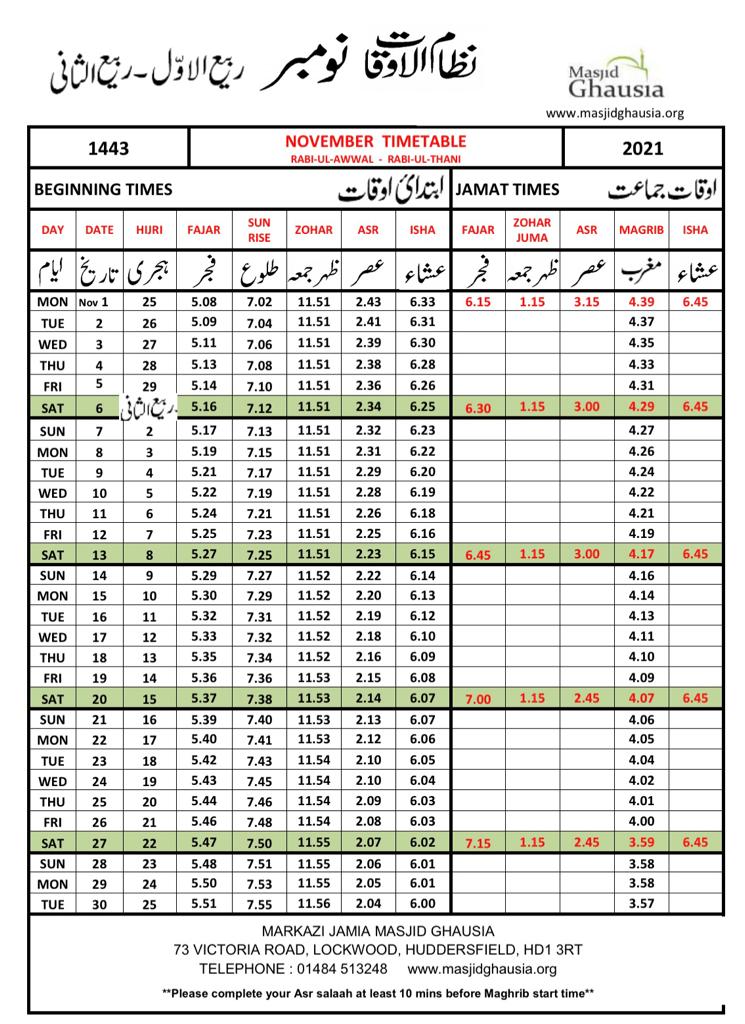 نظام الاوقات نومبر ربیع الاوّل - ربیع الثانی
Masjid
Ghausia
www.masjidghausia.org
1443 NOVEMBER TIMETABLE 2021
RABI-UL-AWWAL - RABI-UL-THANI
BEGINNING TIMES ابتدائ اوقات JAMAT TIMES اوقات جماعت
DAY DATE HIJRI FAJAR SUN RISE ZOHAR ASR ISHA FAJAR ZOHAR JUMA ASR MAGRIB ISHA
ایام تاریخ ہجری فجر طلوع ظہر جمعہ عصر عشاء فجر ظہر جمعہ عصر مغرب عشاء
MON Nov 1 25 5.08 7.02 11.51 2.43 6.33 6.15 1.15 3.15 4.39 6.45
TUE 2 26 5.09 7.04 11.51 2.41 6.31 4.37
WED 3 27 5.11 7.06 11.51 2.39 6.30 4.35
THU 4 28 5.13 7.08 11.51 2.38 6.28 4.33
FRI 5 29 5.14 7.10 11.51 2.36 6.26 4.31
SAT 6 ربیع الثانی 5.16 7.12 11.51 2.34 6.25 6.30 1.15 3.00 4.29 6.45
SUN 7 2 5.17 7.13 11.51 2.32 6.23 4.27
MON 8 3 5.19 7.15 11.51 2.31 6.22 4.26
TUE 9 4 5.21 7.17 11.51 2.29 6.20 4.24
WED 10 5 5.22 7.19 11.51 2.28 6.19 4.22
THU 11 6 5.24 7.21 11.51 2.26 6.18 4.21
FRI 12 7 5.25 7.23 11.51 2.25 6.16 4.19
SAT 13 8 5.27 7.25 11.51 2.23 6.15 6.45 1.15 3.00 4.17 6.45
SUN 14 9 5.29 7.27 11.52 2.22 6.14 4.16
MON 15 10 5.30 7.29 11.52 2.20 6.13 4.14
TUE 16 11 5.32 7.31 11.52 2.19 6.12 4.13
WED 17 12 5.33 7.32 11.52 2.18 6.10 4.11
THU 18 13 5.35 7.34 11.52 2.16 6.09 4.10
FRI 19 14 5.36 7.36 11.53 2.15 6.08 4.09
SAT 20 15 5.37 7.38 11.53 2.14 6.07 7.00 1.15 2.45 4.07 6.45
SUN 21 16 5.39 7.40 11.53 2.13 6.07 4.06
MON 22 17 5.40 7.41 11.53 2.12 6.06 4.05
TUE 23 18 5.42 7.43 11.54 2.10 6.05 4.04
WED 24 19 5.43 7.45 11.54 2.10 6.04 4.02
THU 25 20 5.44 7.46 11.54 2.09 6.03 4.01
FRI 26 21 5.46 7.48 11.54 2.08 6.03 4.00
SAT 27 22 5.47 7.50 11.55 2.07 6.02 7.15 1.15 2.45 3.59 6.45
SUN 28 23 5.48 7.51 11.55 2.06 6.01 3.58
MON 29 24 5.50 7.53 11.55 2.05 6.01 3.58
TUE 30 25 5.51 7.55 11.56 2.04 6.00 3.57
MARKAZI JAMIA MASJID GHAUSIA
73 VICTORIA ROAD, LOCKWOOD, HUDDERSFIELD, HD1 3RT
TELEPHONE : 01484 513248 www.masjidghausia.org
**Please complete your Asr salaah at least 10 mins before Maghrib start time**